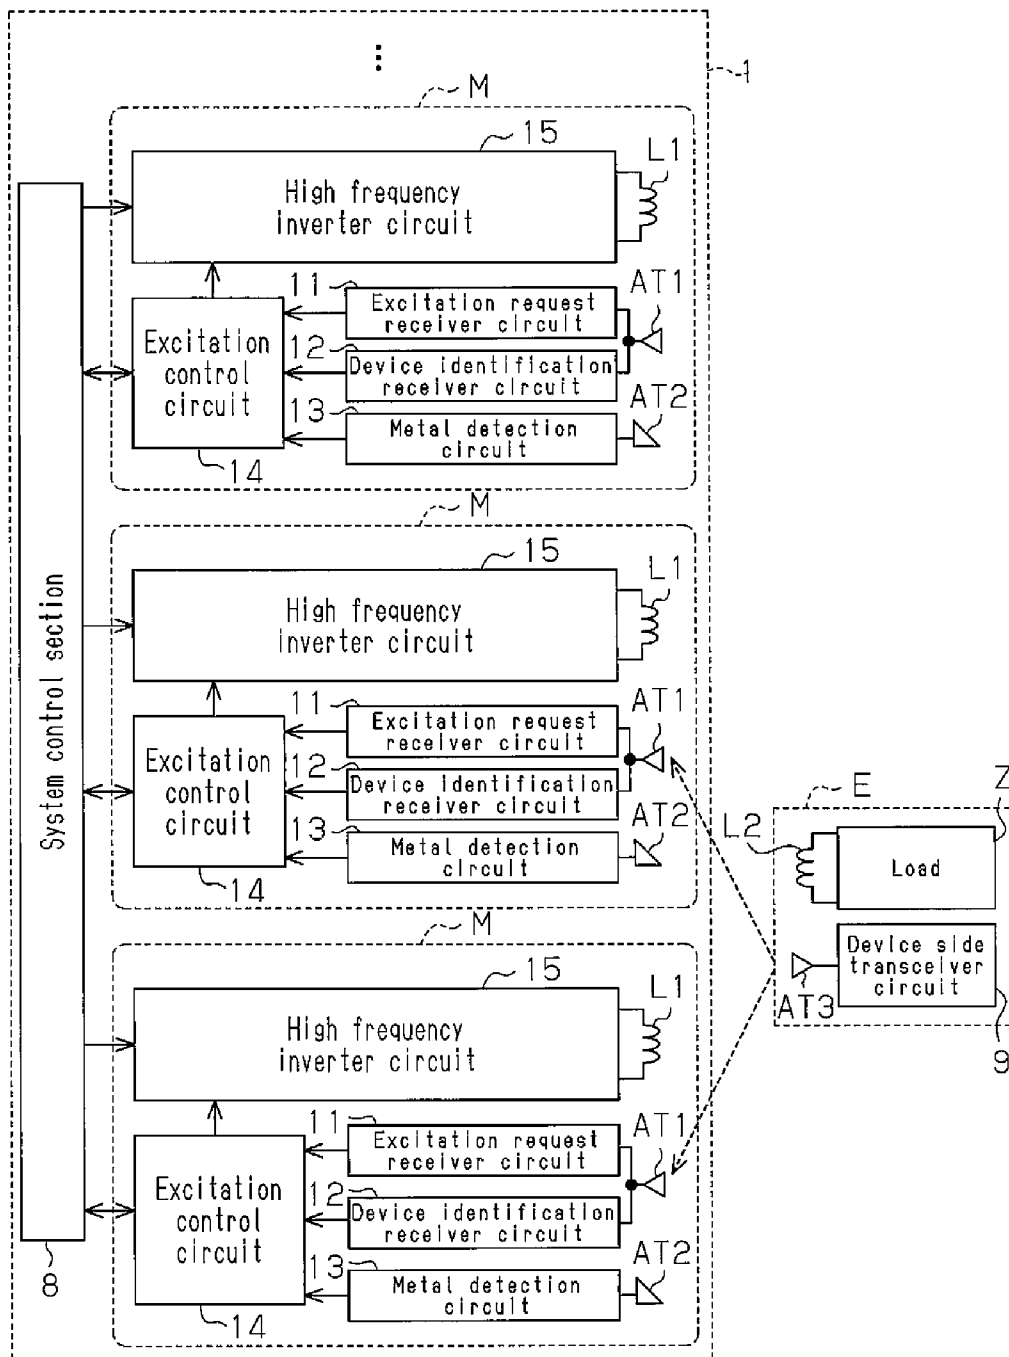 1
M
15
L1
High frequency
inverter circuit
11
AT1
Excitation request
receiver circuit
Excitation
control
circuit
12
Device identification
receiver circuit
13
AT2
Metal detection
circuit
14
M
15
L1
High frequency
inverter circuit
11
AT1
Excitation request
receiver circuit
Excitation
control
circuit
12
Device identification
receiver circuit
13
AT2
Metal detection
circuit
14
M
15
L1
High frequency
inverter circuit
11
AT1
Excitation request
receiver circuit
Excitation
control
circuit
12
Device identification
receiver circuit
13
AT2
Metal detection
circuit
14
System control section
8
E
Z
L2
Load
Device side
transceiver
circuit
AT3
9